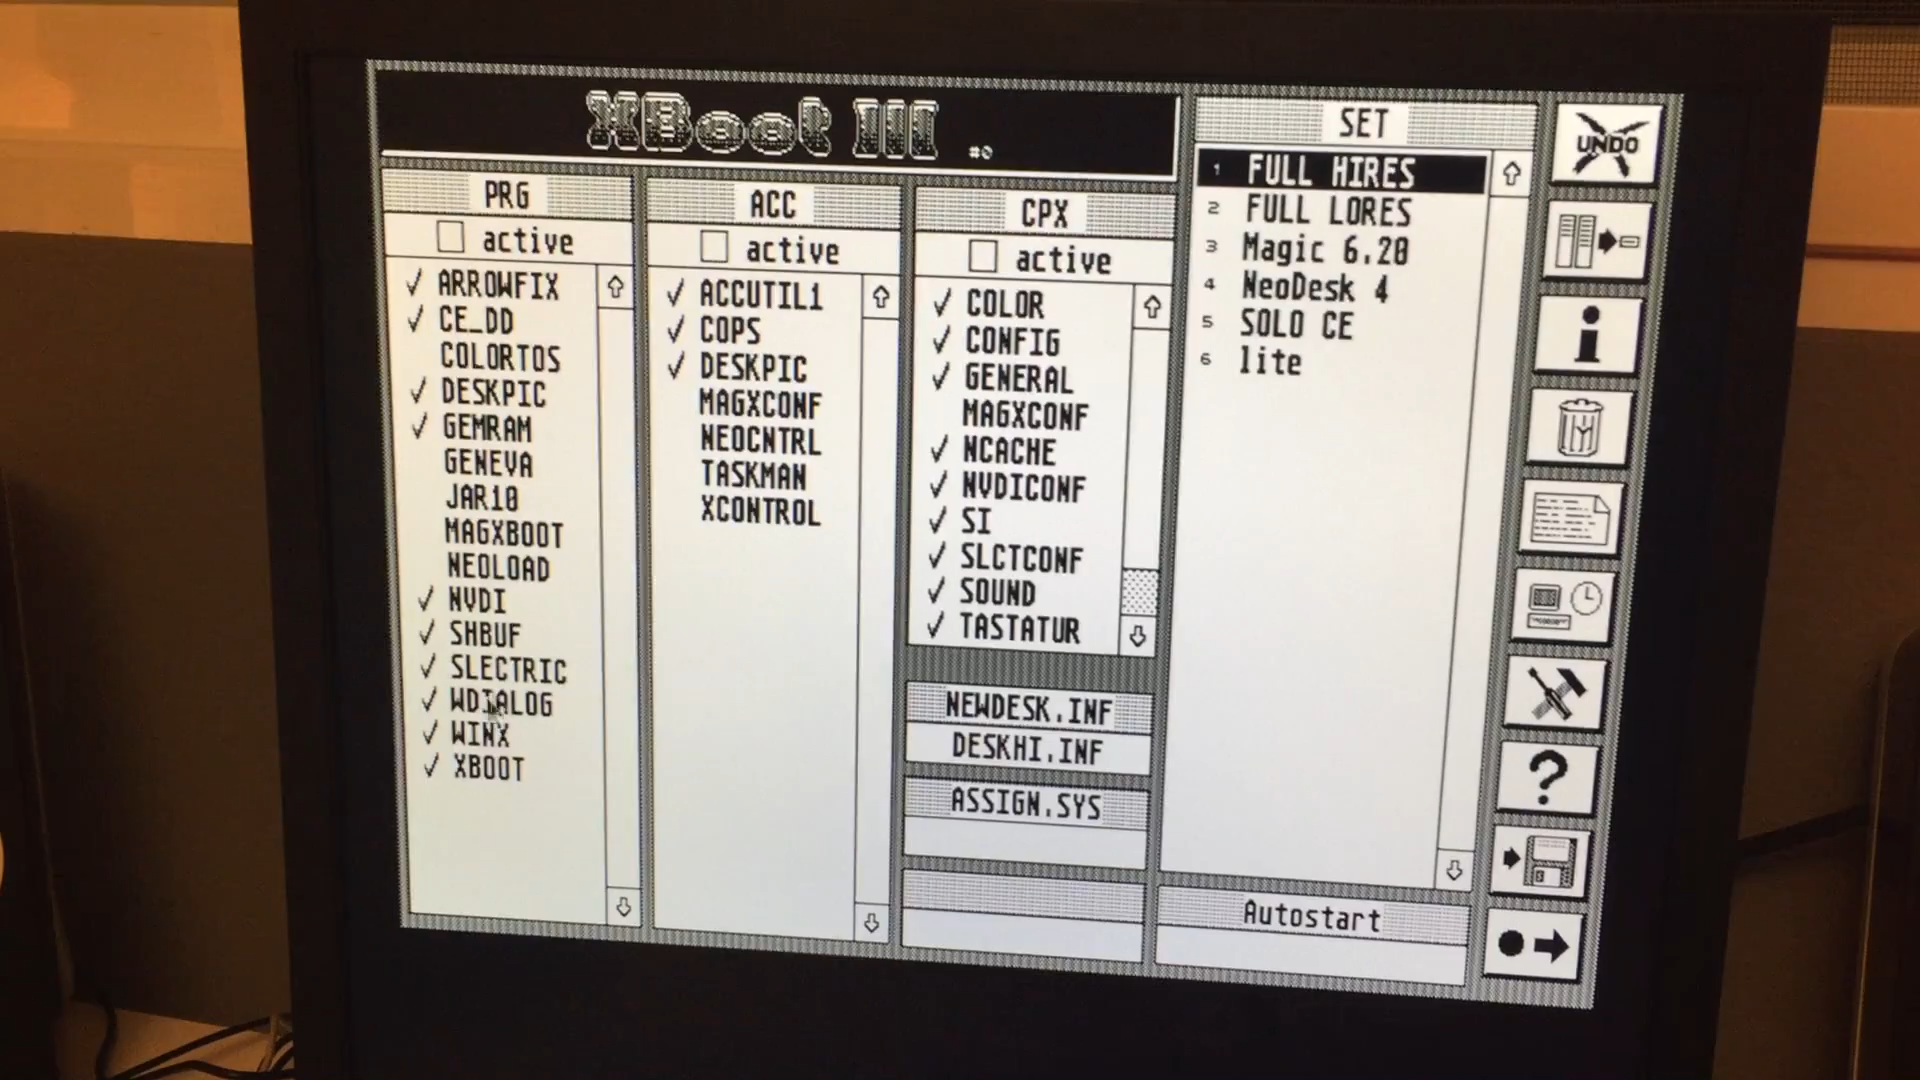 XBoot III #0
PRG
active
ARROWFIX
CE_DD
COLORTOS
DESKPIC
GEMRAM
GENEVA
JAR10
MAGXBOOT
NEOLOAD
NVDI
SHBUF
SLECTRIC
WDIALOG
WINX
XBOOT
ACC
active
ACCUTIL1
COPS
DESKPIC
MAGXCONF
NEOCNTRL
TASKMAN
XCONTROL
CPX
active
COLOR
CONFIG
GENERAL
MAGXCONF
NCACHE
NVDICONF
SI
SLCTCONF
SOUND
TASTATUR
NEWDESK.INF
DESKHI.INF
ASSIGN.SYS
SET
1 FULL HIRES
2 FULL LORES
3 Magic 6.20
4 NeoDesk 4
5 SOLO CE
6 lite
Autostart
UNDO
?